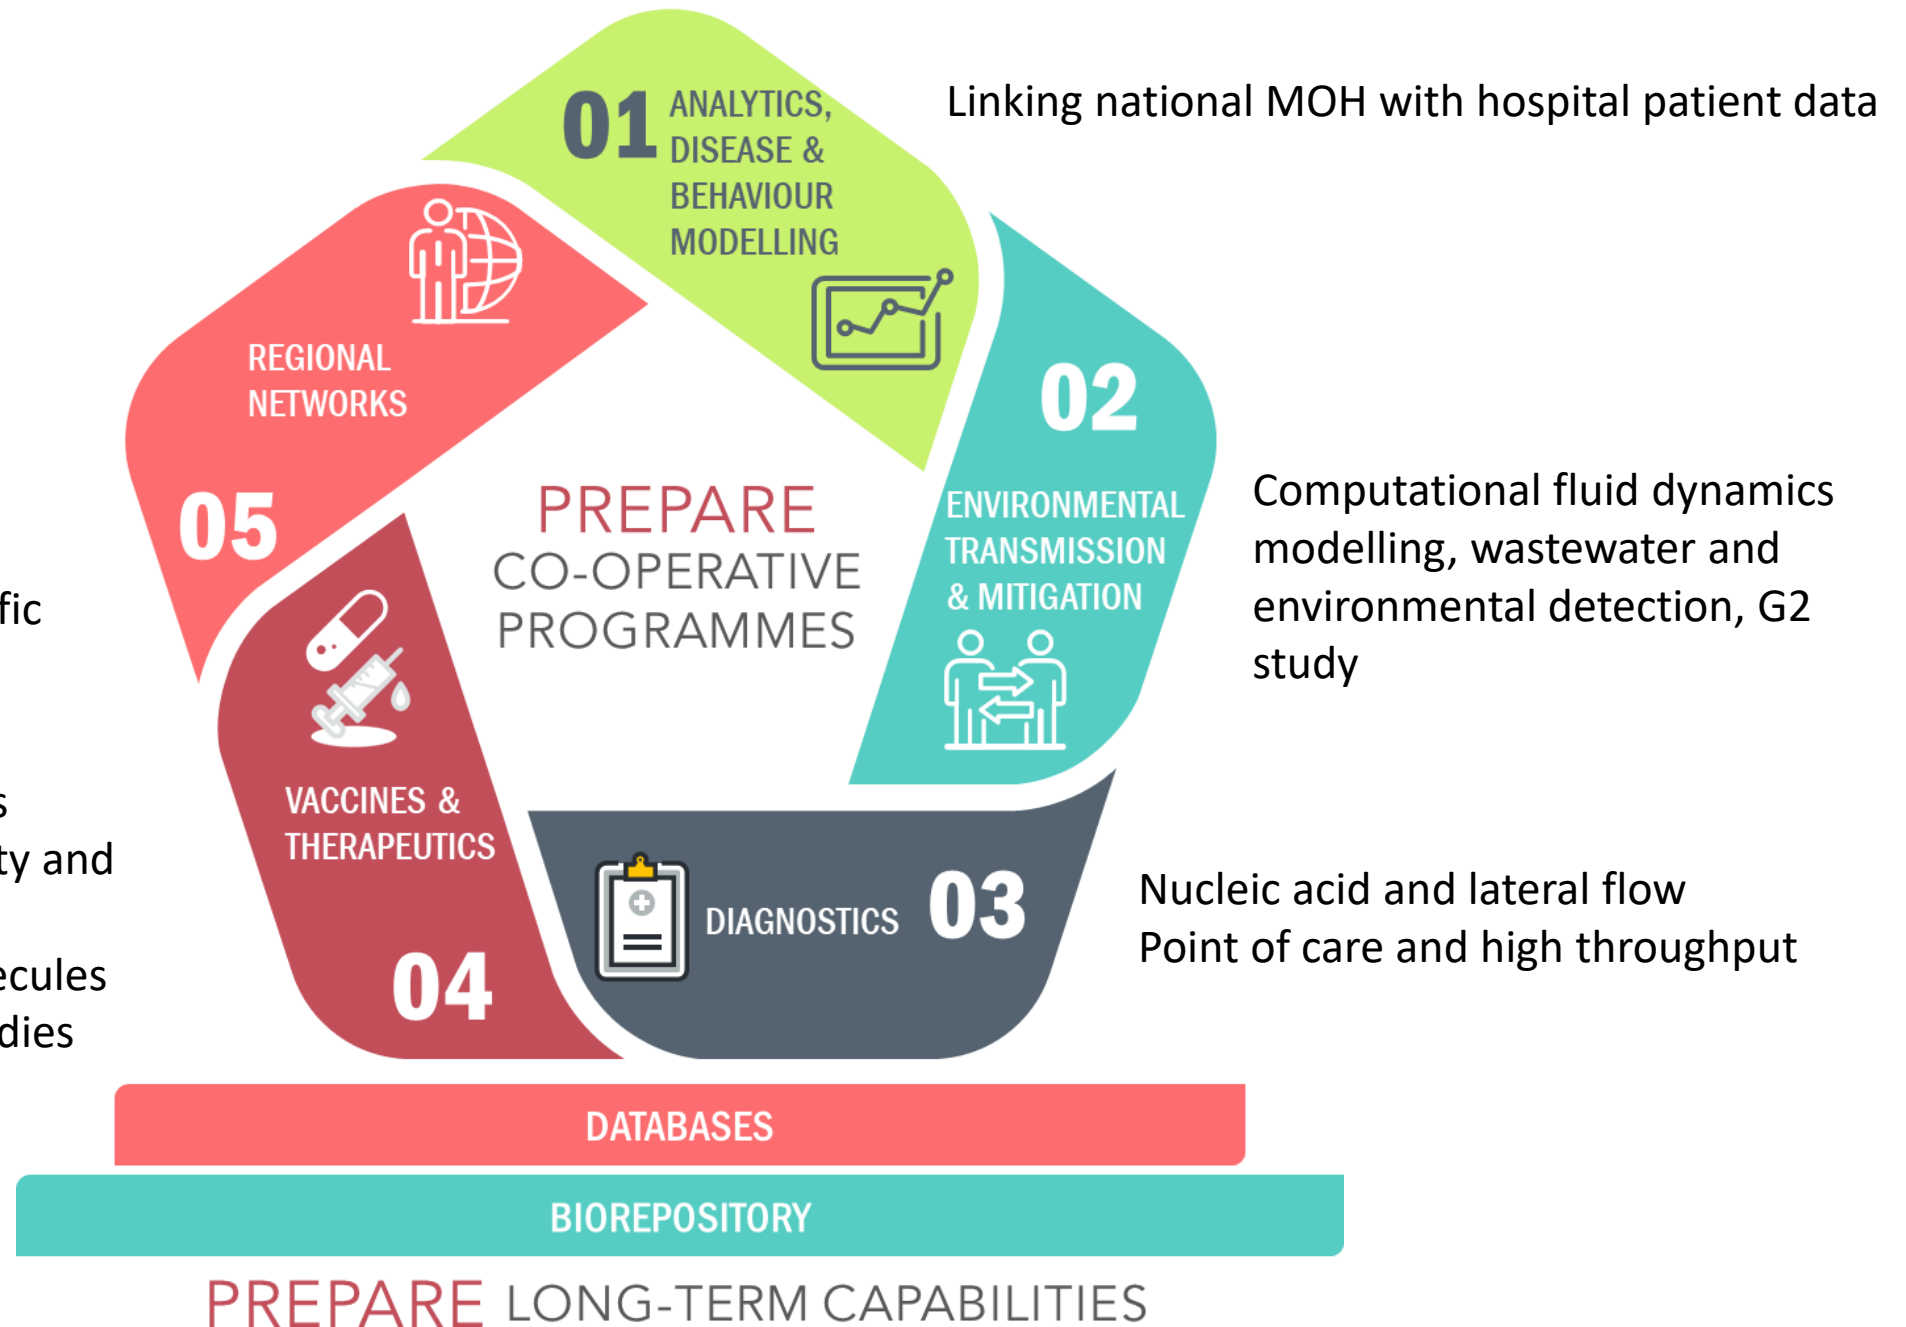 01 ANALYTICS,
DISEASE &
BEHAVIOUR
MODELLING
Linking national MOH with hospital patient data
02
ENVIRONMENTAL
TRANSMISSION
& MITIGATION
Computational fluid dynamics
modelling, wastewater and
environmental detection, G2
study
DIAGNOSTICS 03
Nucleic acid and lateral flow
Point of care and high throughput
VACCINES &
THERAPEUTICS
04
and
REGIONAL
NETWORKS
05
PREPARE
CO-OPERATIVE
PROGRAMMES
DATABASES
BIOREPOSITORY
PREPARE LONG-TERM CAPABILITIES